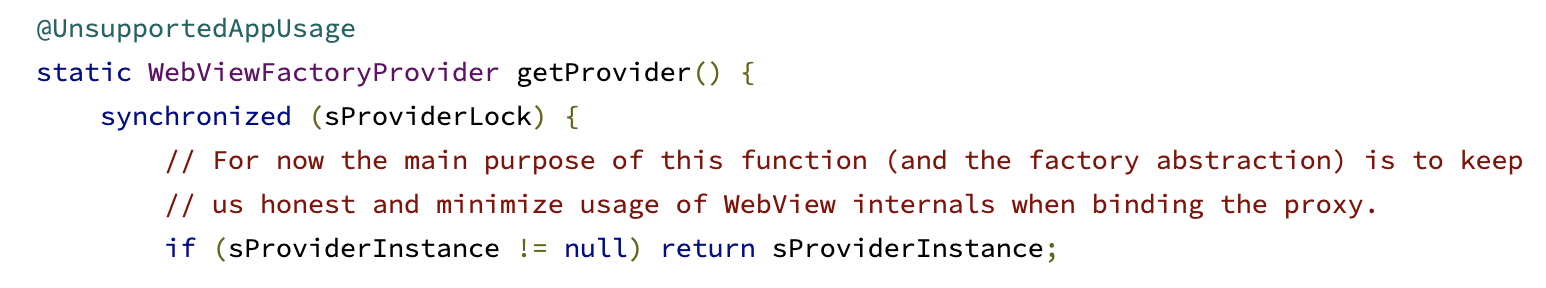 @UnsupportedAppUsage
static WebViewFactoryProvider getProvider() {
synchronized (sProviderLock) {
// For now the main purpose of this function (and the factory abstraction) is to keep
// us honest and minimize usage of WebView internals when binding the proxy.
if (sProviderInstance != null) return sProviderInstance;